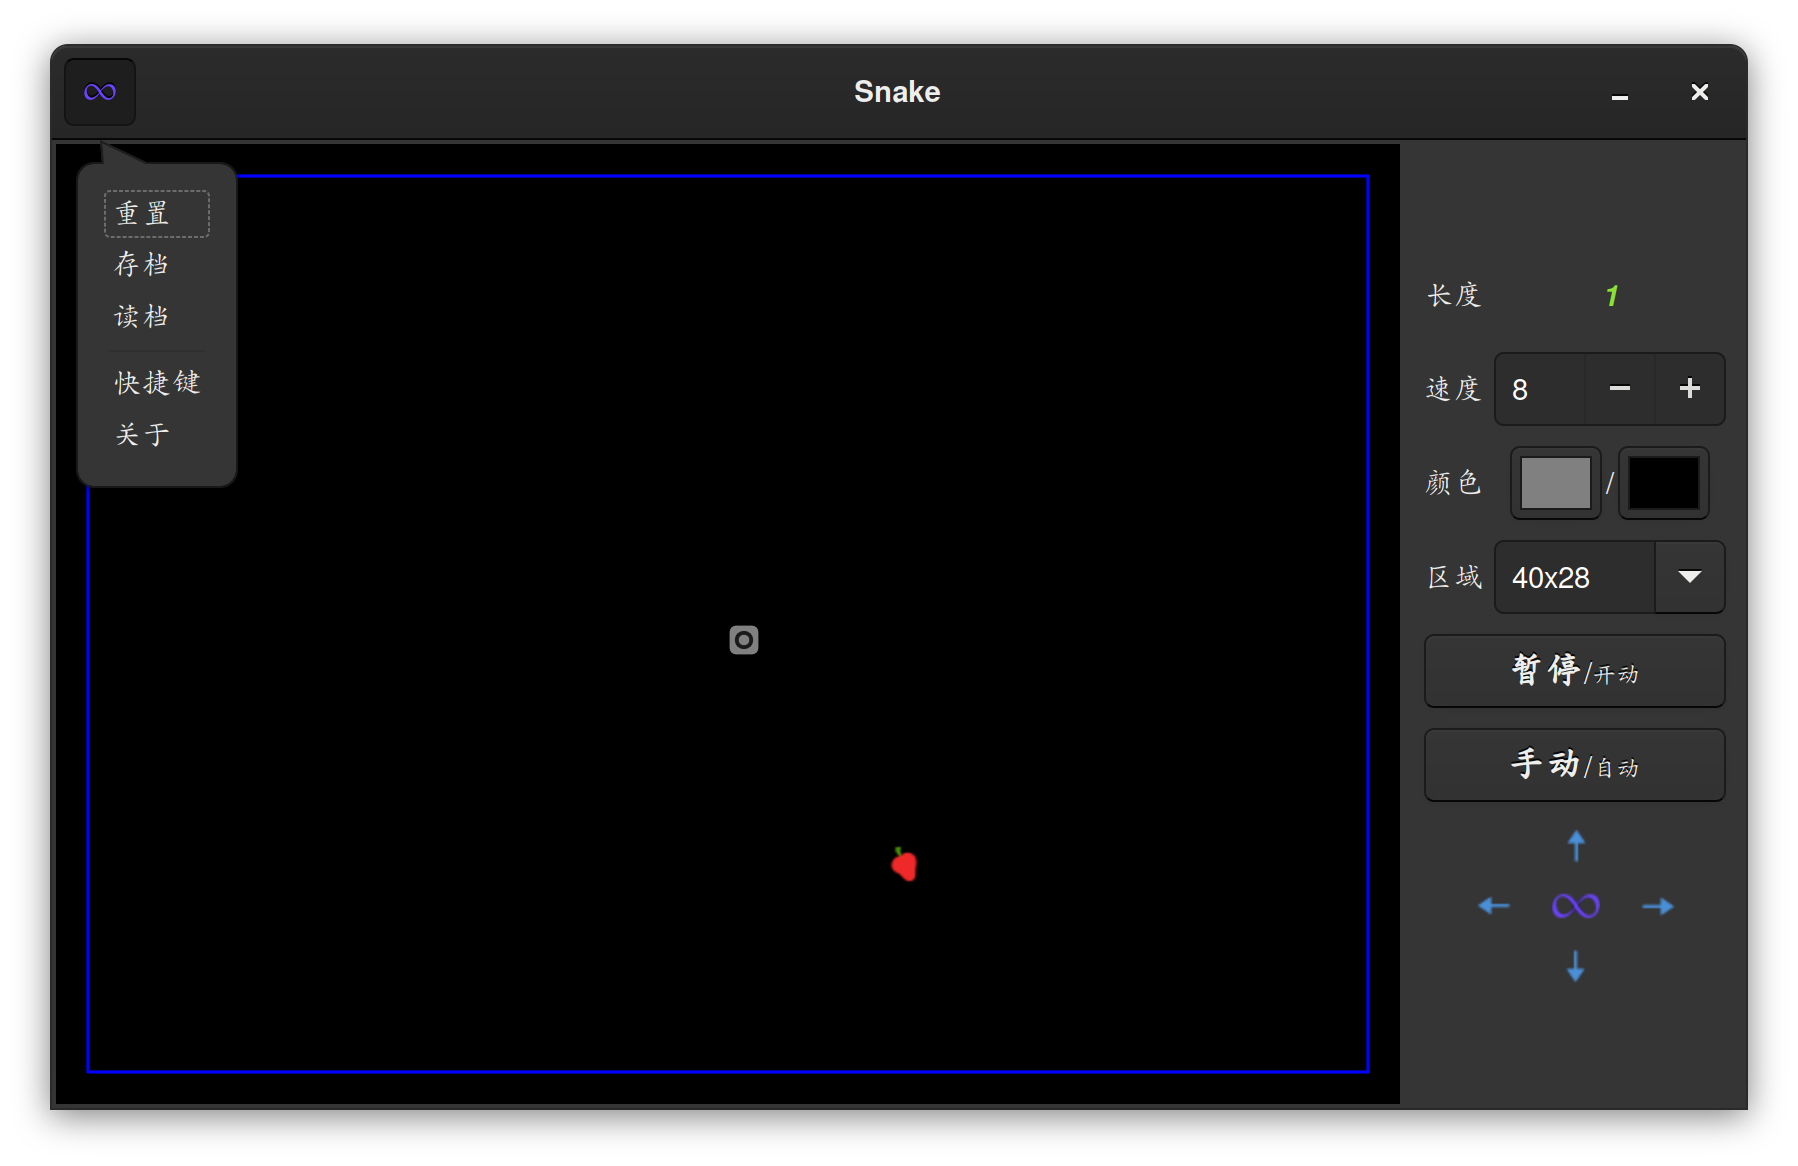 Snake
重置
存档
读档
快捷键
关于
长度 1
速度 8
颜色 /
区域 40x28
暂停/开动
手动/自动